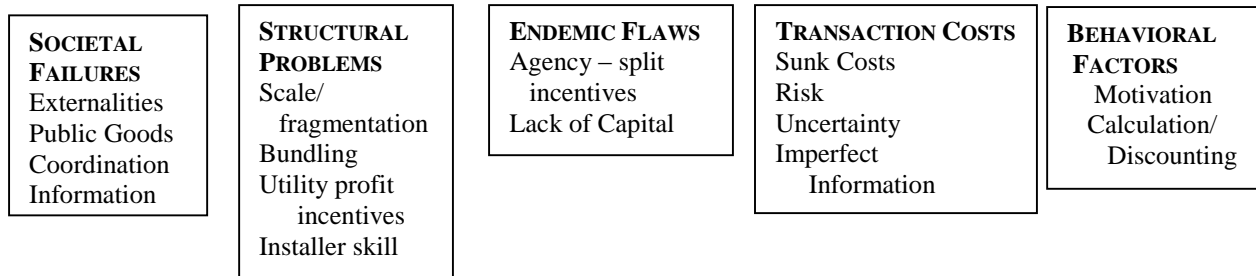 SOCIETAL
FAILURES
Externalities
Public Goods
Coordination
Information
STRUCTURAL
PROBLEMS
Scale/
fragmentation
Bundling
Utility profit
incentives
Installer skill
ENDEMIC FLAWS
Agency – split
incentives
Lack of Capital
TRANSACTION COSTS
Sunk Costs
Risk
Uncertainty
Imperfect
Information
BEHAVIORAL
FACTORS
Motivation
Calculation/
Discounting